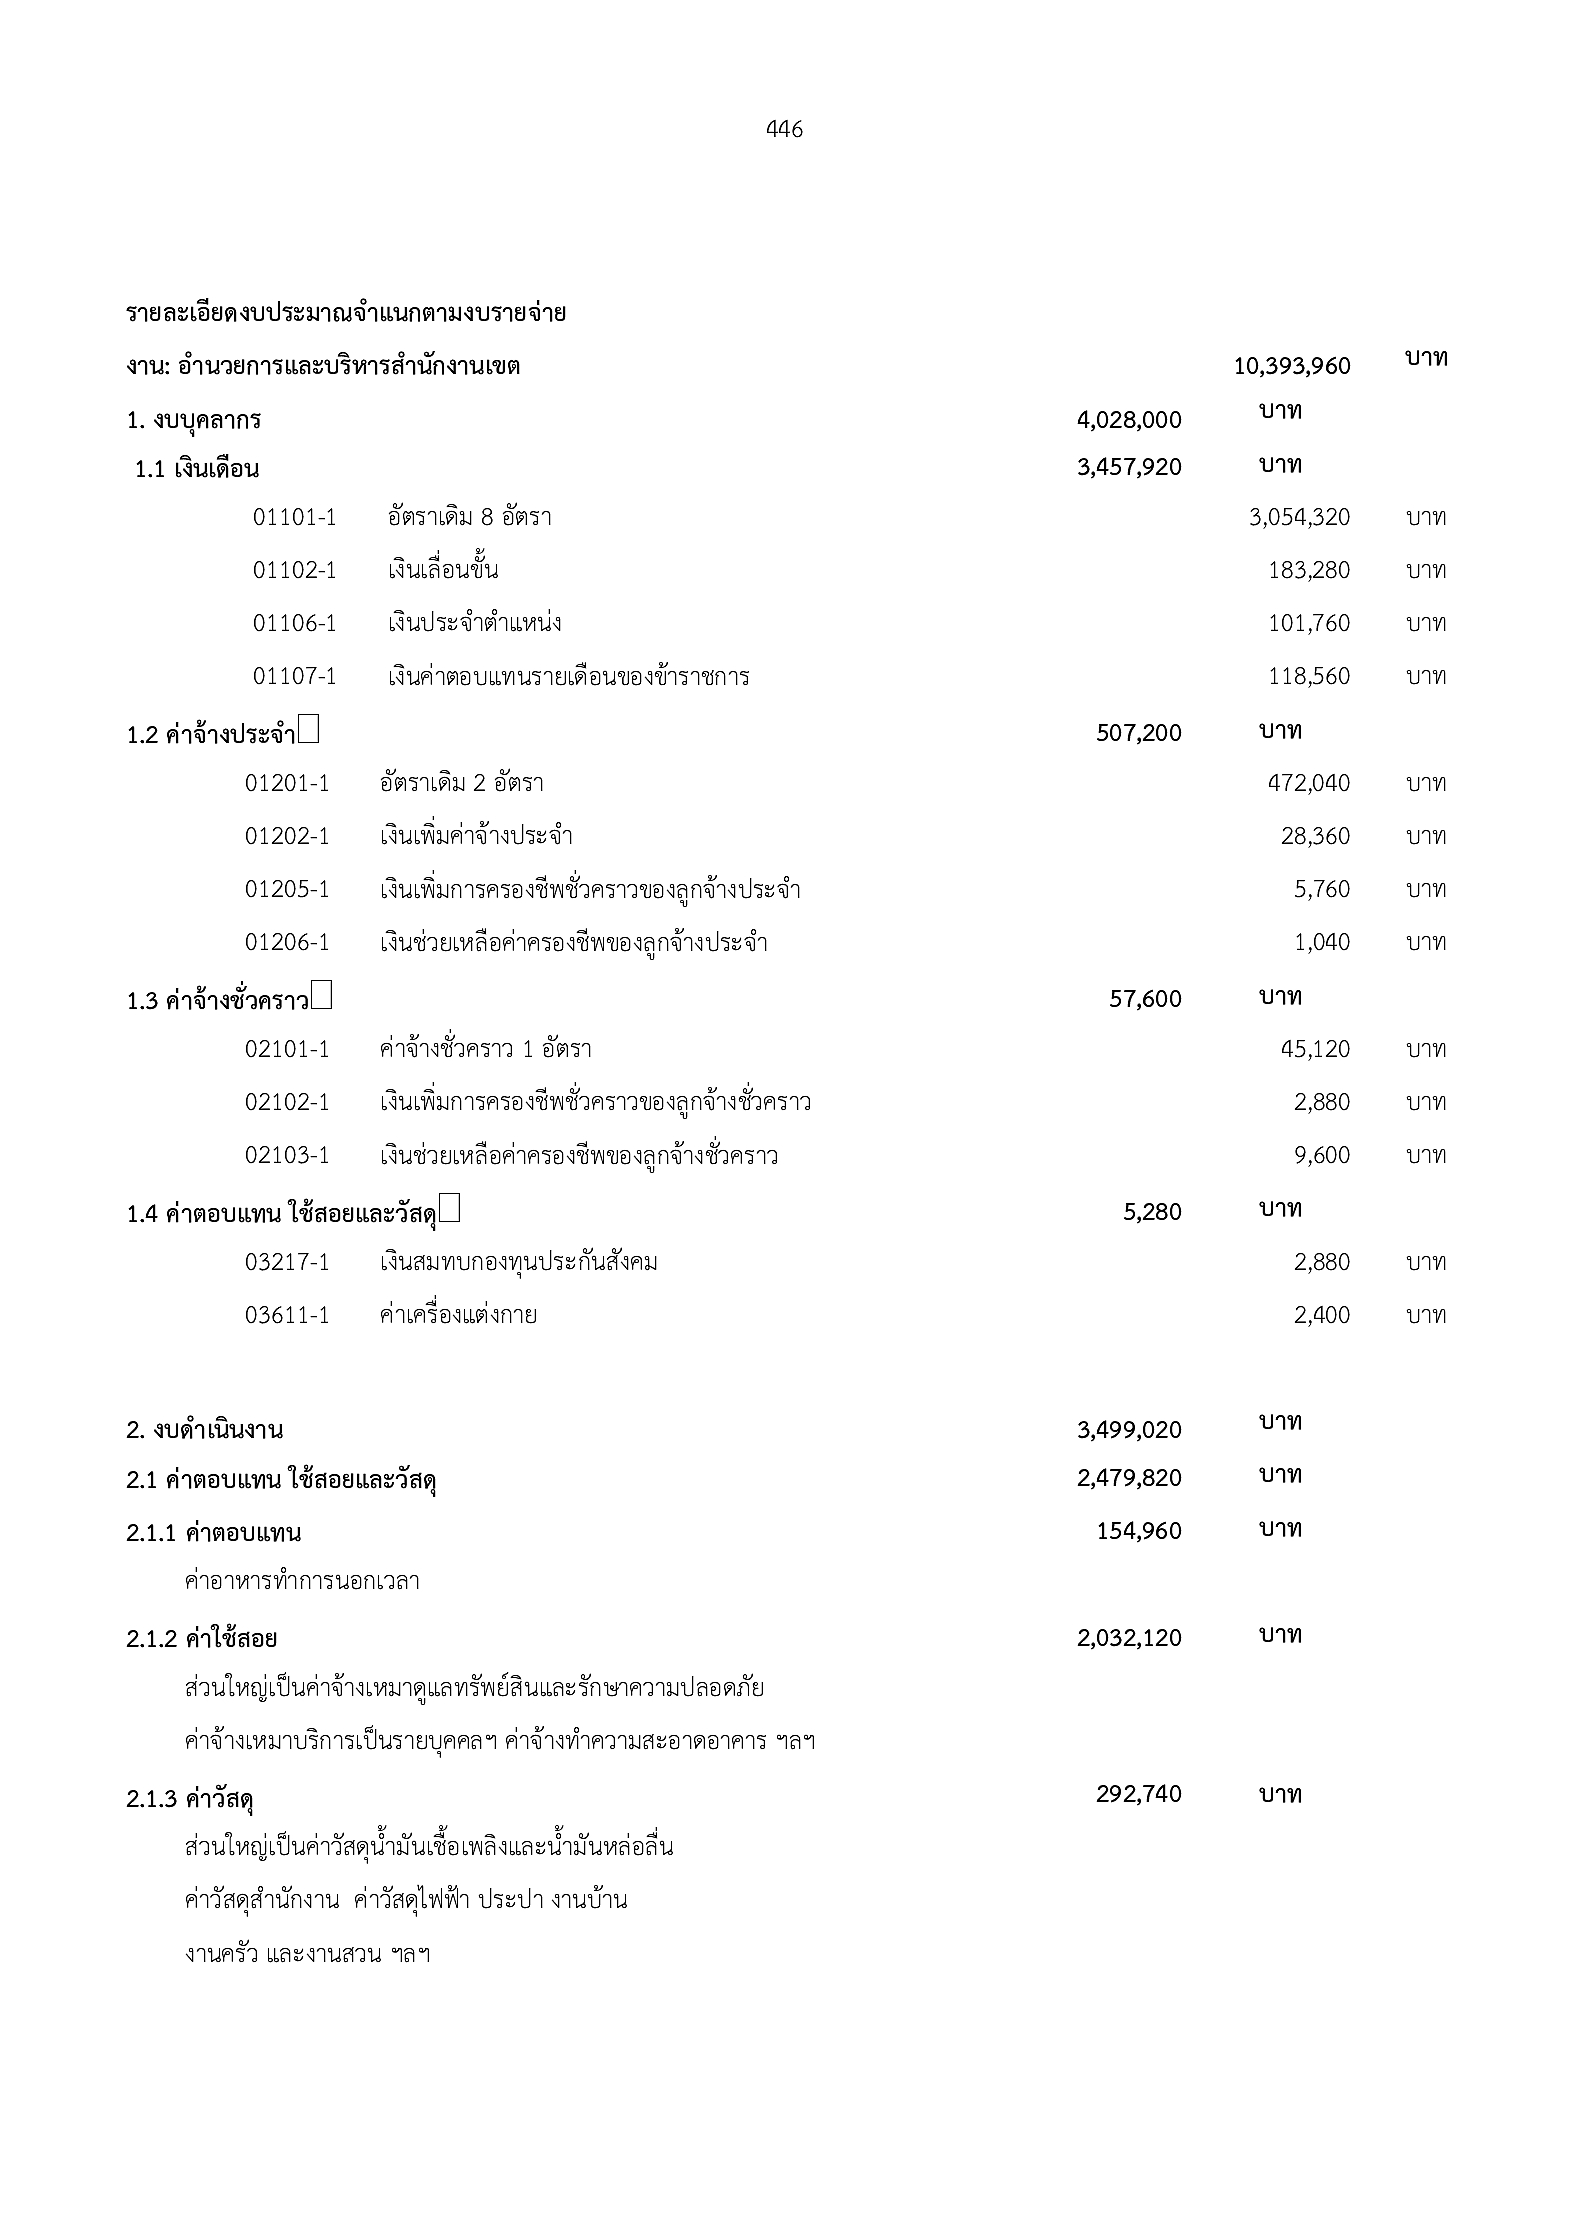 446
รายละเอียดงบประมาณจำแนกตามงบรายจ่าย
งาน: อำนวยการและบริหารสำนักงานเขต 10,393,960 บาท
1. งบบุคลากร 4,028,000 บาท
1.1 เงินเดือน 3,457,920 บาท
01101-1 อัตราเดิม 8 อัตรา 3,054,320 บาท
01102-1 เงินเลื่อนขั้น 183,280 บาท
01106-1 เงินประจำตำแหน่ง 101,760 บาท
01107-1 เงินค่าตอบแทนรายเดือนของข้าราชการ 118,560 บาท
1.2 ค่าจ้างประจำ 507,200 บาท
01201-1 อัตราเดิม 2 อัตรา 472,040 บาท
01202-1 เงินเพิ่มค่าจ้างประจำ 28,360 บาท
01205-1 เงินเพิ่มการครองชีพชั่วคราวของลูกจ้างประจำ 5,760 บาท
01206-1 เงินช่วยเหลือค่าครองชีพของลูกจ้างประจำ 1,040 บาท
1.3 ค่าจ้างชั่วคราว 57,600 บาท
02101-1 ค่าจ้างชั่วคราว 1 อัตรา 45,120 บาท
02102-1 เงินเพิ่มการครองชีพชั่วคราวของลูกจ้างชั่วคราว 2,880 บาท
02103-1 เงินช่วยเหลือค่าครองชีพของลูกจ้างชั่วคราว 9,600 บาท
1.4 ค่าตอบแทน ใช้สอยและวัสดุ 5,280 บาท
03217-1 เงินสมทบกองทุนประกันสังคม 2,880 บาท
03611-1 ค่าเครื่องแต่งกาย 2,400 บาท
2. งบดำเนินงาน 3,499,020 บาท
2.1 ค่าตอบแทน ใช้สอยและวัสดุ 2,479,820 บาท
2.1.1 ค่าตอบแทน 154,960 บาท
ค่าอาหารทำการนอกเวลา
2.1.2 ค่าใช้สอย 2,032,120 บาท
ส่วนใหญ่เป็นค่าจ้างเหมาดูแลทรัพย์สินและรักษาความปลอดภัย
ค่าจ้างเหมาบริการเป็นรายบุคคลฯ ค่าจ้างทำความสะอาดอาคาร ฯลฯ
2.1.3 ค่าวัสดุ 292,740 บาท
ส่วนใหญ่เป็นค่าวัสดุน้ำมันเชื้อเพลิงและน้ำมันหล่อลื่น
ค่าวัสดุสำนักงาน ค่าวัสดุไฟฟ้า ประปา งานบ้าน
งานครัว และงานสวน ฯลฯ